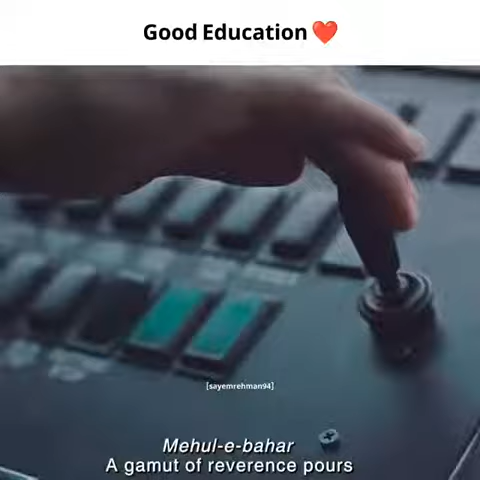 Good Education ❤️
[sayemrehman94]
Mehul-e-bahar
A gamut of reverence pours